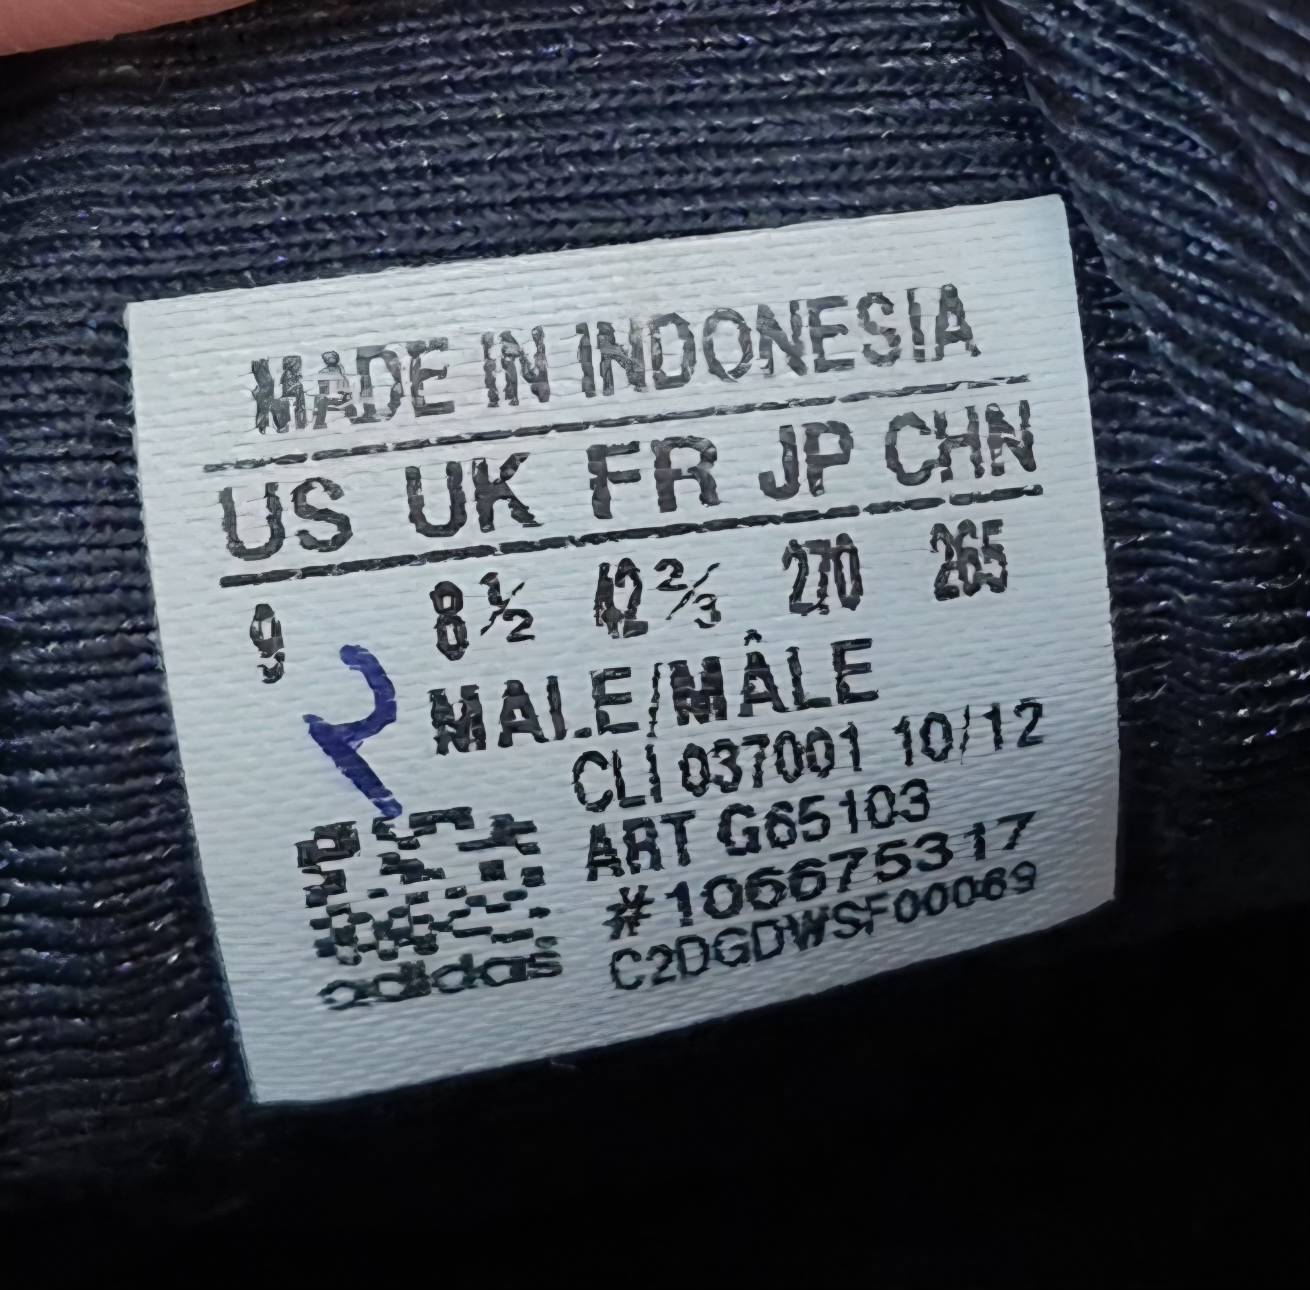 MADE IN INDONESIA
US UK FR JP CHN
9 8½ 42⅔ 270 265
MALE/MÂLE
CLI 037001 10/12
ART G65103
#106675317
C2DGDWSF00069
adidas